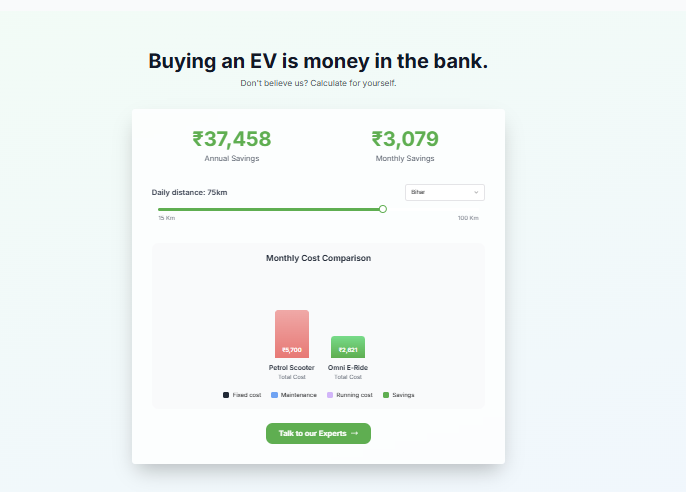 Buying an EV is money in the bank.
Don't believe us? Calculate for yourself.
₹37,458
₹3,079
Annual Savings
Monthly Savings
Daily distance: 75km
Bihar
15 Km
100 Km
Monthly Cost Comparison
₹5,700
₹2,621
Petrol Scooter
Omni E-Ride
Total Cost
Total Cost
Fixed cost
Maintenance
Running cost
Savings
Talk to our Experts →